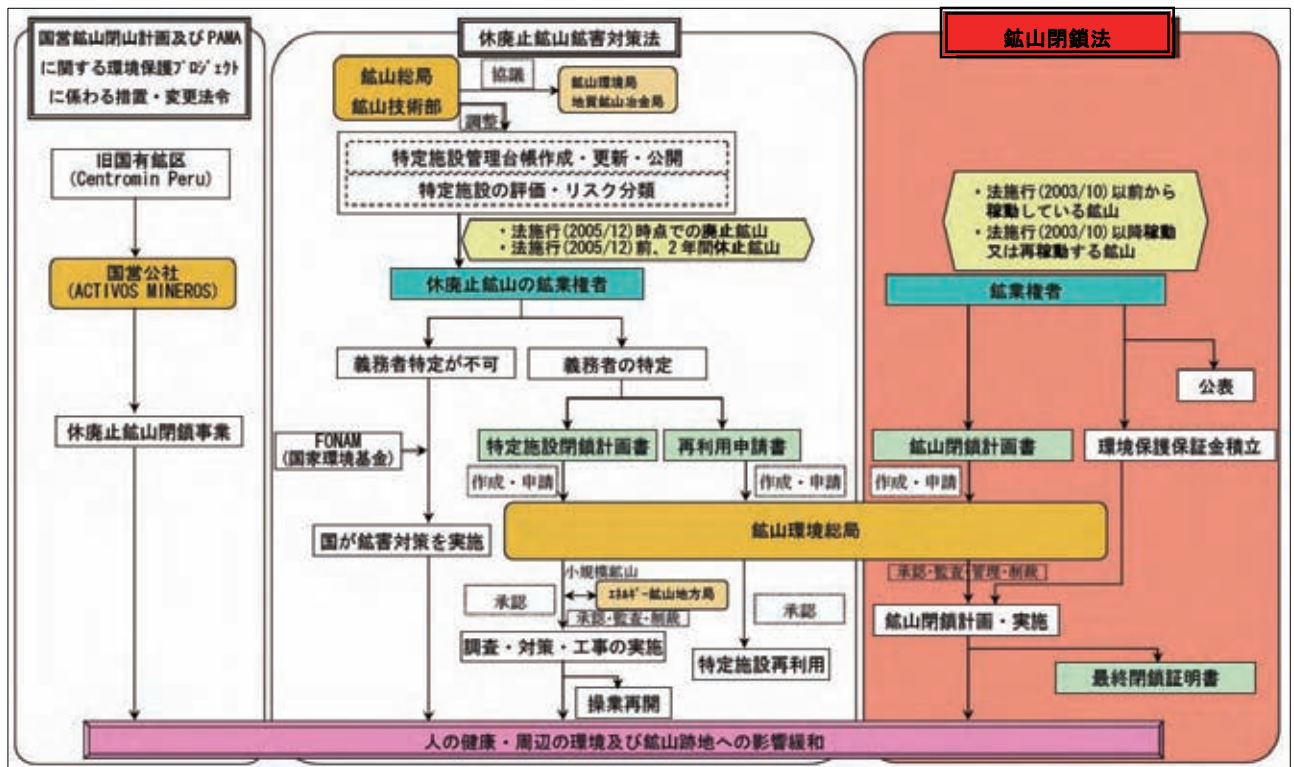 国営鉱山閉山計画及びPAMA
に関する環境保護ﾌﾟﾛｼﾞｪｸﾄ
に係わる措置・変更法令
旧国有鉱区
(Centromin Peru)
国営公社
(ACTIVOS MINEROS)
休廃止鉱山閉鎖事業
休廃止鉱山鉱害対策法
鉱山総局
鉱山技術部
協議
鉱山環境局
地質鉱山冶金局
調整
特定施設管理台帳作成・更新・公開
特定施設の評価・リスク分類
・法施行(2005/12)時点での廃止鉱山
・法施行(2005/12)前、2年間休止鉱山
休廃止鉱山の鉱業権者
義務者特定が不可
義務者の特定
FONAM
(国家環境基金)
特定施設閉鎖計画書
再利用申請書
作成・申請
作成・申請
国が鉱害対策を実施
鉱山環境総局
小規模鉱山
承認
ｴﾈﾙｷﾞｰ鉱山地方局
承認・監査・制裁
承認
調査・対策・工事の実施
特定施設再利用
操業再開
鉱山閉鎖法
・法施行(2003/10)以前から
稼動している鉱山
・法施行(2003/10)以降稼動
又は再稼動する鉱山
鉱業権者
公表
鉱山閉鎖計画書
環境保護保証金積立
作成・申請
承認・監査・管理・制裁
鉱山閉鎖計画・実施
最終閉鎖証明書
人の健康・周辺の環境及び鉱山跡地への影響緩和